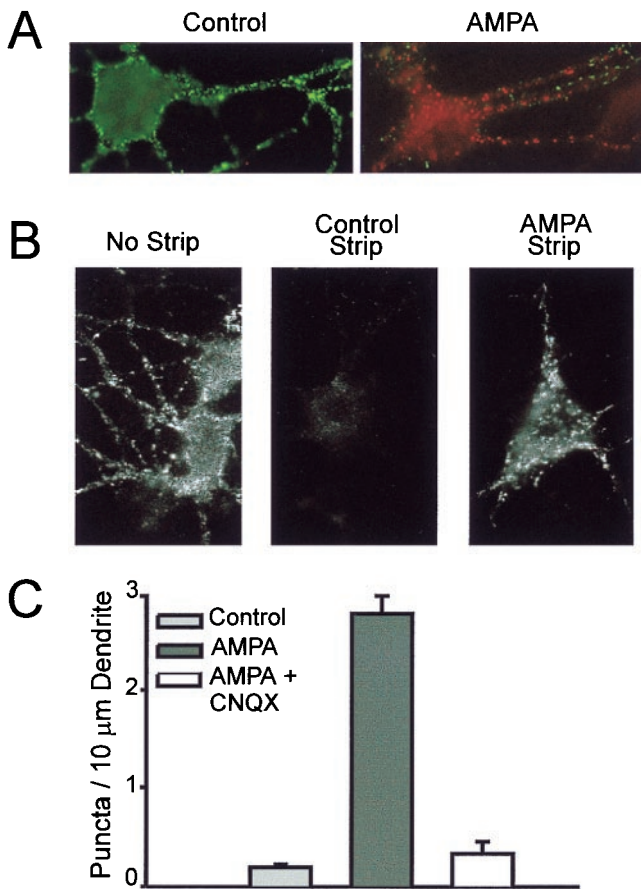 A
Control
AMPA
B
No Strip
Control
Strip
AMPA
Strip
C
Puncta / 10 μm Dendrite
3
2
1
0
Control
AMPA
AMPA +
CNQX